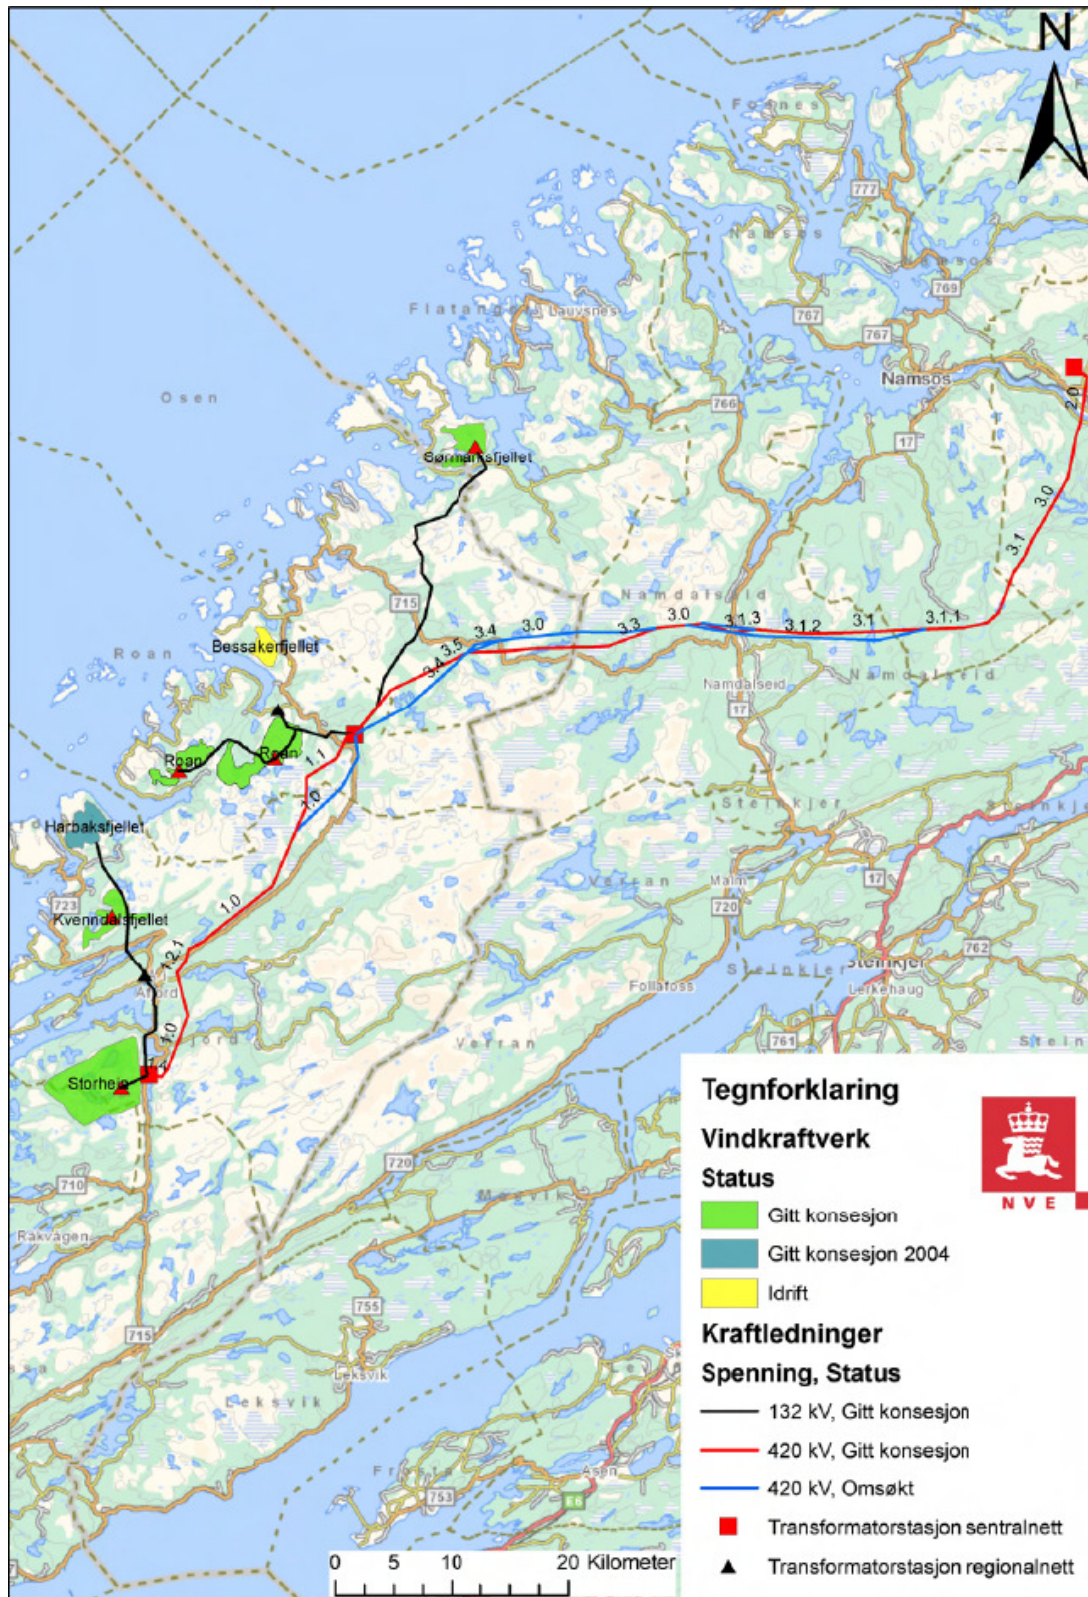 N
Fosnes
777
Namsos
Namsos
769
Flatanger
Lauvsnes
767
767
Osen
Namsos
766
2.0
17
Sørmarksfjellet
3.0
3.1
715
Namdalseid
3.0
3.1.3
3.1
3.1.1
3.0
3.4
3.3
3.1.2
3.5
Bessakerfjellet
Roan
3.4
Namdalseid
Namdalseid
17
Roan
Roan
1.1
1.0
Steinkjer
Steinkjer
Harbaksfjellet
Verran
Malm
17
723
Kvenndalsfjellet
1.0
720
762
1.2.1
Steinkjer
Steinkjer
Åfjord
Follafoss
Lerkehaug
1.0
Verran
761
Storheia
720
710
Mosvik
Råkvågen
715
755
Leksvik
Leksvik
Frosta
Åsen
753
E6
Tegnforklaring
Vindkraftverk
Status
Gitt konsesjon
Gitt konsesjon 2004
Idrift
NVE
Kraftledninger
Spenning, Status
132 kV, Gitt konsesjon
420 kV, Gitt konsesjon
420 kV, Omsøkt
Transformatorstasjon sentralnett
Transformatorstasjon regionalnett
0 5 10 20 Kilometer